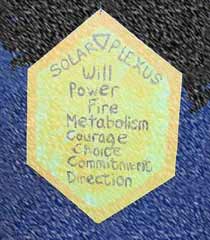 SOLAR PLEXUS
Will
Power
Fire
Metabolism
Courage
Choice
Commitment
Direction